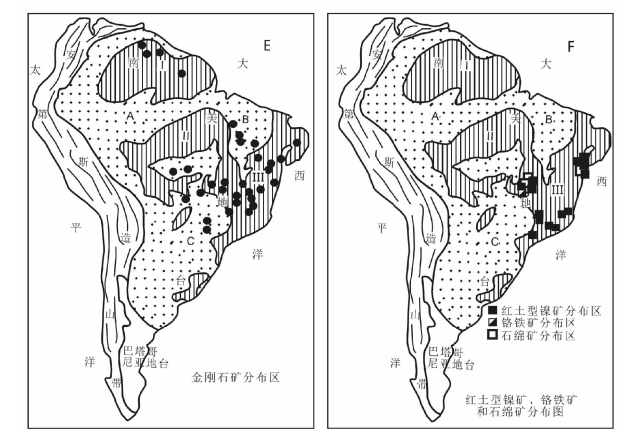 E
太
安
南
I
大
第
A
美
B
II
斯
III
西
地
平
造
C
洋
台
山
巴塔哥
尼亚地台
洋
带
金刚石矿分布区
F
太
安
南
I
大
第
A
美
B
II
斯
III
西
地
平
造
C
洋
台
山
红土型镍矿分布区
铬铁矿分布区
石绵矿分布区
巴塔哥
尼亚地台
洋
带
红土型镍矿、铬铁矿
和石绵矿分布图